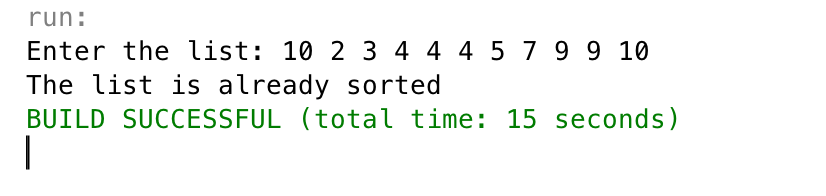 run:
Enter the list: 10 2 3 4 4 4 5 7 9 9 10
The list is already sorted
BUILD SUCCESSFUL (total time: 15 seconds)